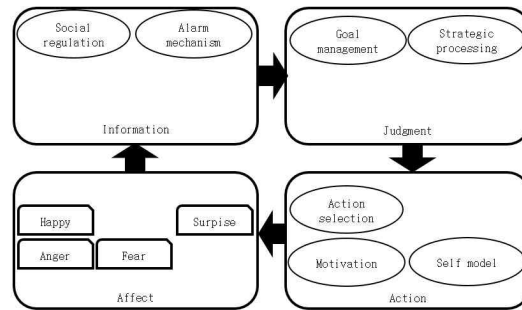 Social
regulation
Alarm
mechanism
Information
Goal
management
Strategic
processing
Judgment
Happy
Surpise
Anger
Fear
Affect
Action
selection
Motivation
Self model
Action